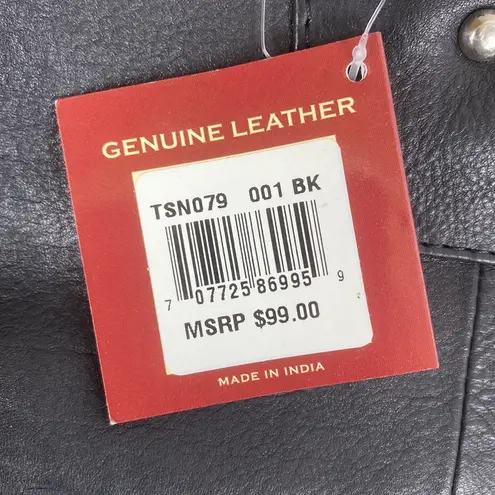 GENUINE LEATHER
TSN079 001 BK
7 07725 86995 9
MSRP $99.00
MADE IN INDIA